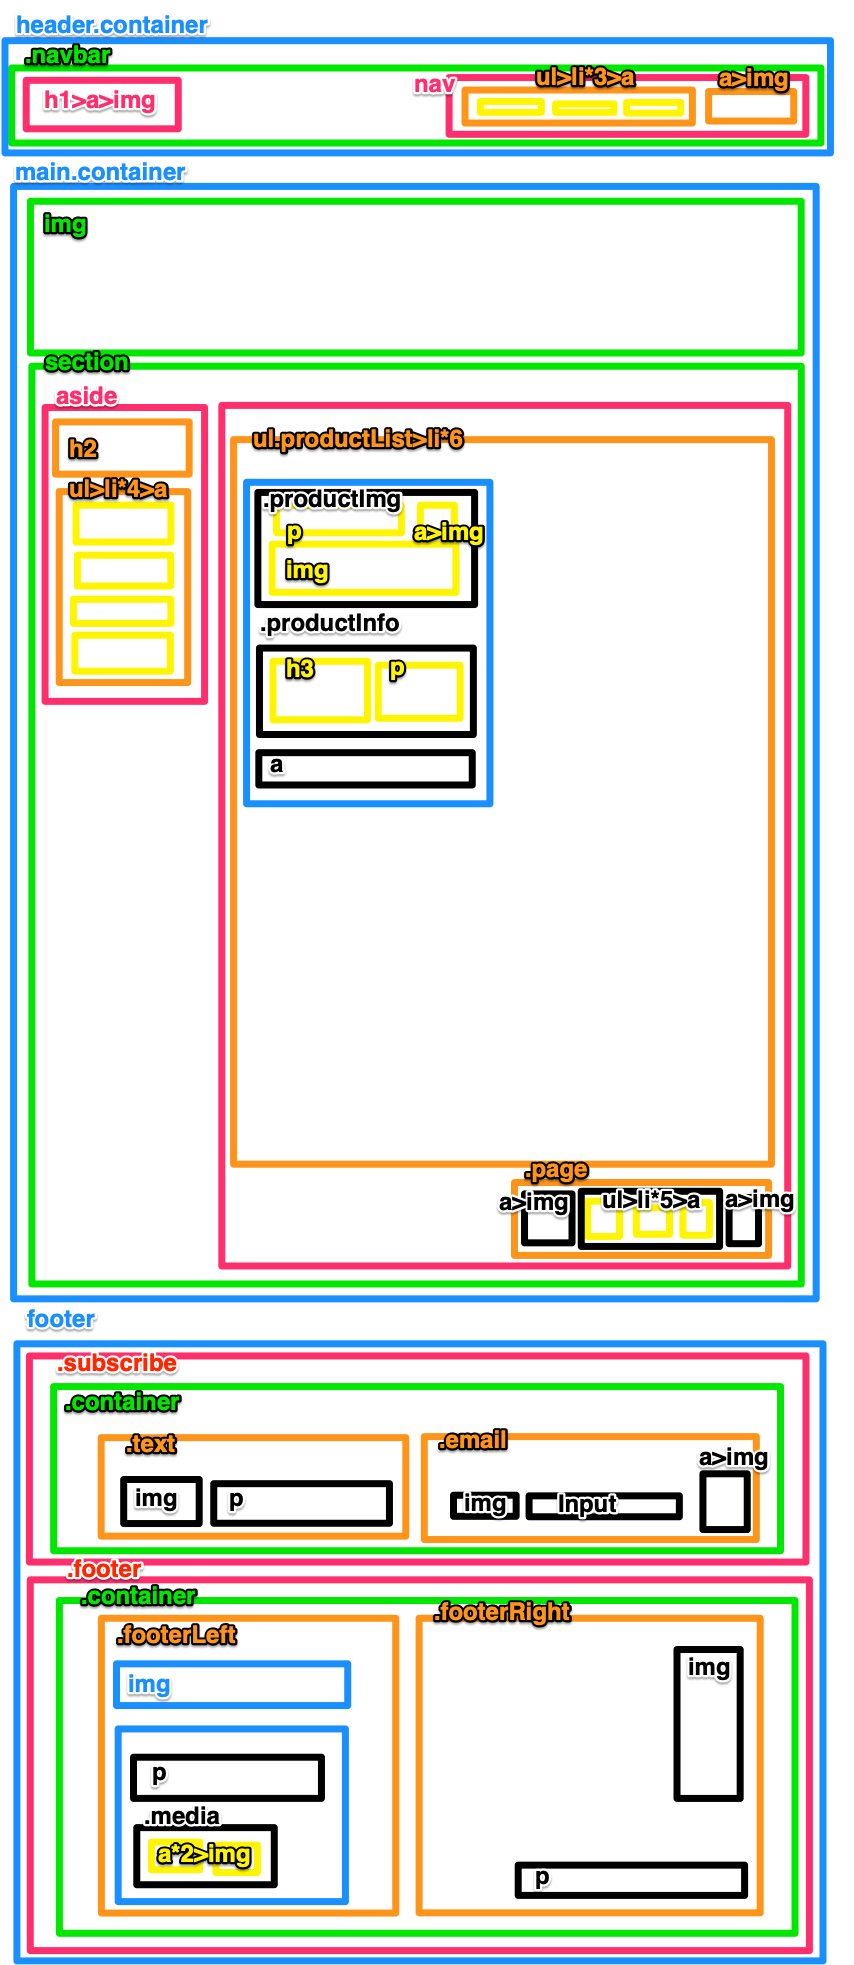 header.container
.navbar
h1>a>img
nav
ul>li*3>a
a>img
main.container
img
section
aside
h2
ul>li*4>a
ul.productList>li*6
.productImg
p
a>img
img
.productInfo
h3
p
a
.page
a>img
ul>li*5>a
a>img
footer
.subscribe
.container
.text
img
p
.email
img
Input
a>img
.footer
.container
.footerLeft
img
p
.media
a*2>img
.footerRight
img
p